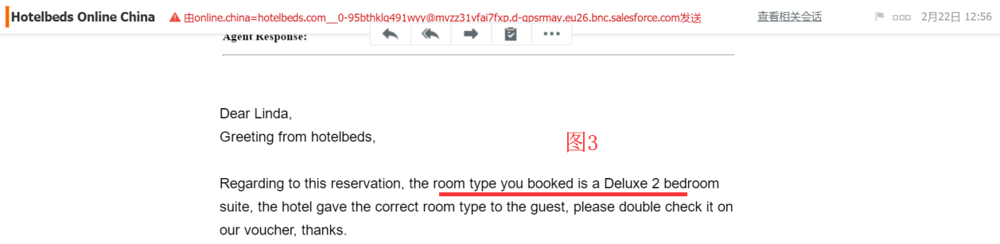 Hotelbeds Online China 由online.china=hotelbeds.com__0-95bthklg491wvv@mvzz31vfai7fxp.d-gpsrmay.eu26.bnc.salesforce.com发送 查看相关会话 2月22日 12:56
Agent Response:
Dear Linda,
Greeting from hotelbeds,
图3
Regarding to this reservation, the room type you booked is a Deluxe 2 bedroom
suite, the hotel gave the correct room type to the guest, please double check it on
our voucher, thanks.